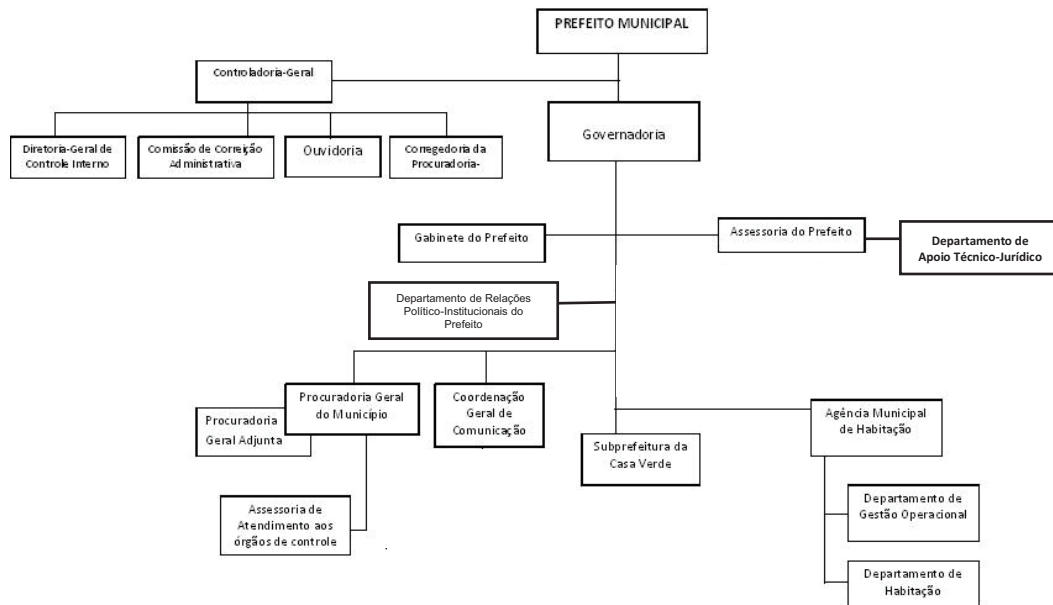 PREFEITO MUNICIPAL
Controladoria-Geral
Governadoria
Diretoria-Geral de
Controle Interno
Comissão de Correição
Administrativa
Ouvidoria
Corregedoria da
Procuradoria-
Gabinete do Prefeito
Assessoria do Prefeito
Departamento de
Apoio Técnico-Jurídico
Departamento de Relações
Político-Institucionais do
Prefeito
Procuradoria Geral
do Município
Coordenação
Geral de
Comunicação
Procuradoria
Geral Adjunta
Subprefeitura da
Casa Verde
Agência Municipal
de Habitação
Assessoria de
Atendimento aos
órgãos de controle
Departamento de
Gestão Operacional
Departamento de
Habitação